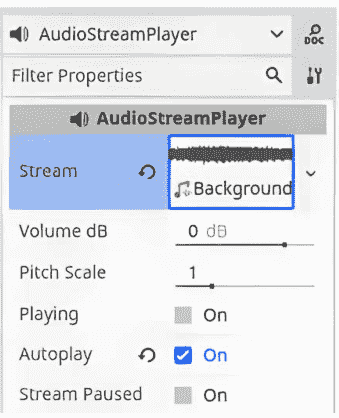 AudioStreamPlayer
DOC
Filter Properties
AudioStreamPlayer
Stream
Background
Volume dB 0 dB
Pitch Scale 1
Playing On
Autoplay On
Stream Paused On